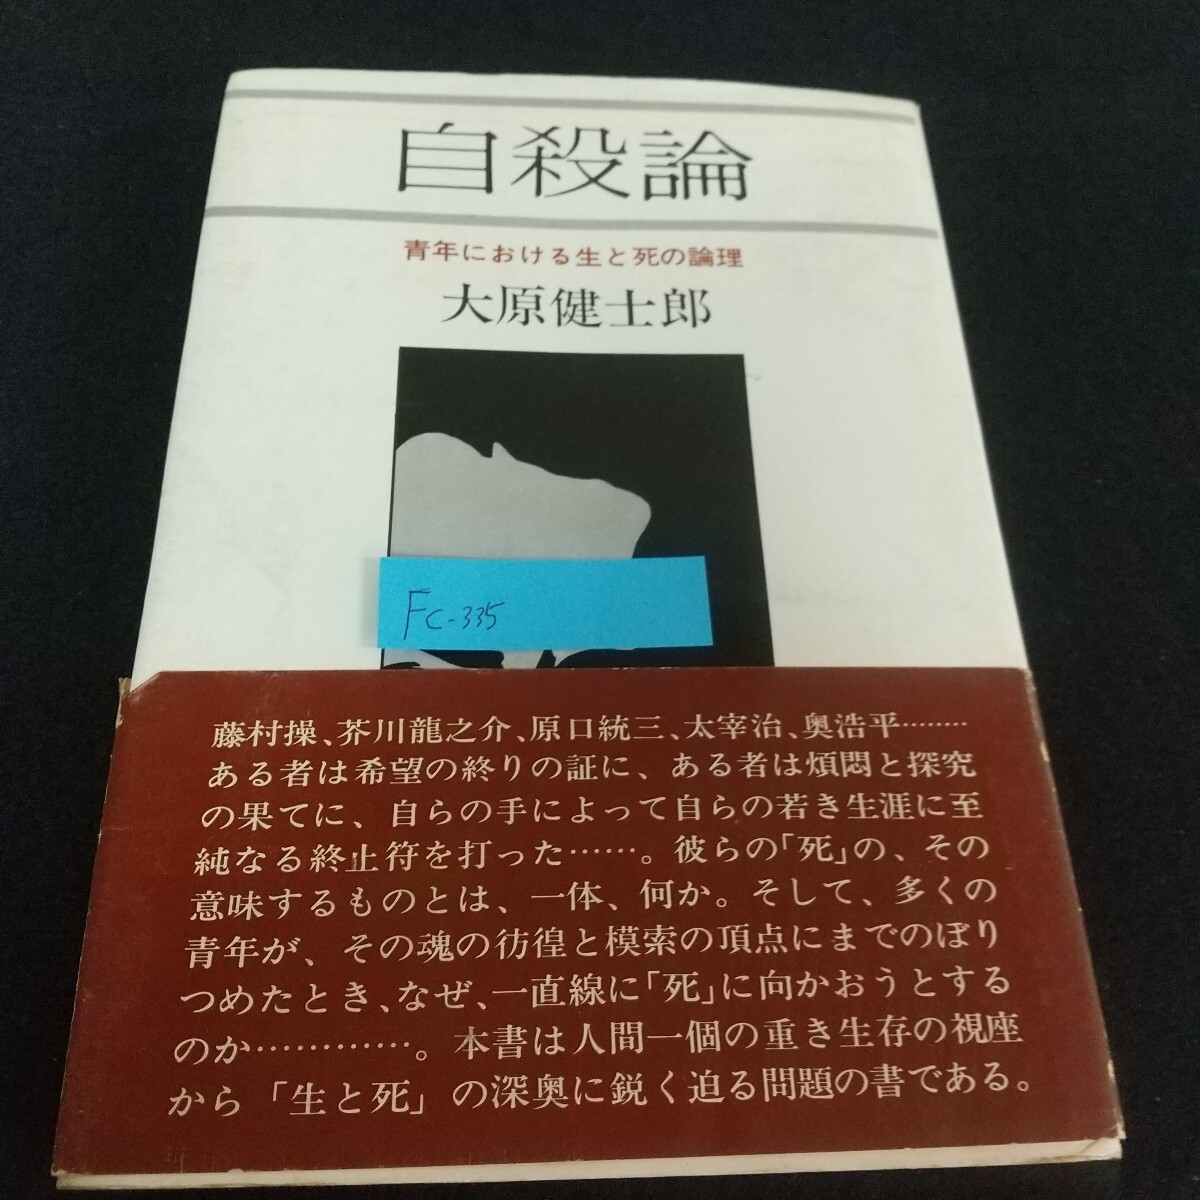 自殺論
青年における生と死の論理
大原健士郎
Fc-335
藤村操、芥川龍之介、原口統三、太宰治、奥浩平………
ある者は希望の終りの証に、ある者は煩悶と探究
の果てに、自らの手によって自らの若き生涯に至
純なる終止符を打った……。彼らの「死」の、その
意味するものとは、一体、何か。そして、多くの
青年が、その魂の彷徨と模索の頂点にまでのぼり
つめたとき、なぜ、一直線に「死」に向かおうとする
のか…………。本書は人間一個の重き生存の視座
から「生と死」の深奥に鋭く迫る問題の書である。